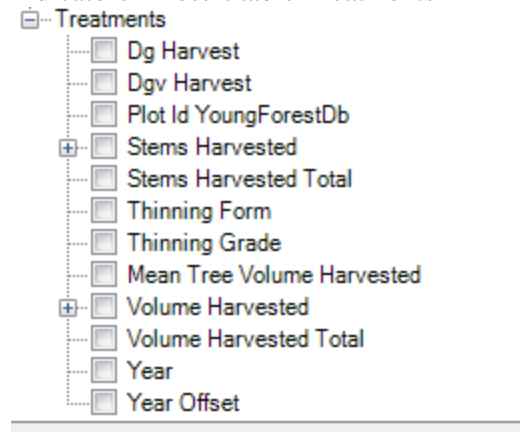 Treatments
Dg Harvest
Dgv Harvest
Plot Id YoungForestDb
Stems Harvested
Stems Harvested Total
Thinning Form
Thinning Grade
Mean Tree Volume Harvested
Volume Harvested
Volume Harvested Total
Year
Year Offset